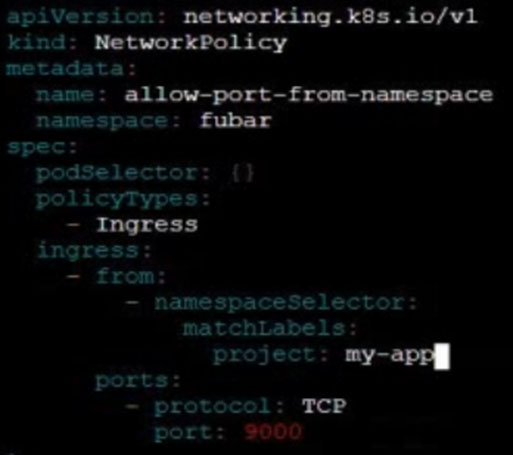 apiVersion: networking.k8s.io/v1
kind: NetworkPolicy
metadata:
  name: allow-port-from-namespace
  namespace: fubar
spec:
  podSelector: {}
  policyTypes:
    - Ingress
  ingress:
    - from:
        - namespaceSelector:
            matchLabels:
              project: my-app
      ports:
        - protocol: TCP
          port: 9000